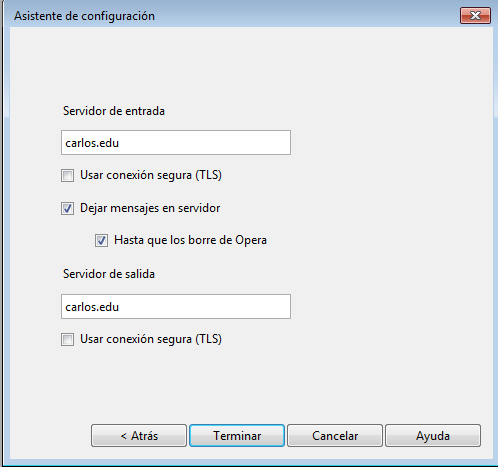 Asistente de configuración
Servidor de entrada
carlos.edu
Usar conexión segura (TLS)
Dejar mensajes en servidor
Hasta que los borre de Opera
Servidor de salida
carlos.edu
Usar conexión segura (TLS)
< Atrás Terminar Cancelar Ayuda